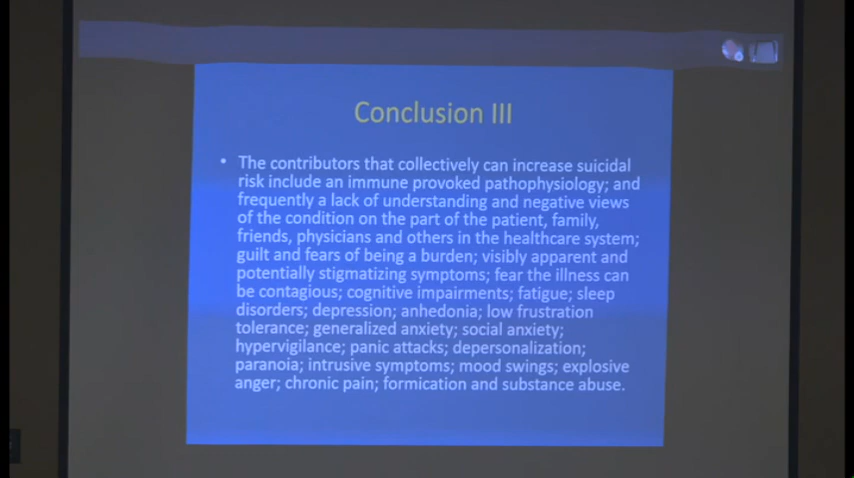 Conclusion III
• The contributors that collectively can increase suicidal
risk include an immune provoked pathophysiology; and
frequently a lack of understanding and negative views
of the condition on the part of the patient, family,
friends, physicians and others in the healthcare system;
guilt and fears of being a burden; visibly apparent and
potentially stigmatizing symptoms; fear the illness can
be contagious; cognitive impairments; fatigue; sleep
disorders; depression; anhedonia; low frustration
tolerance; generalized anxiety; social anxiety;
hypervigilance; panic attacks; depersonalization;
paranoia; intrusive symptoms; mood swings; explosive
anger; chronic pain; formication and substance abuse.